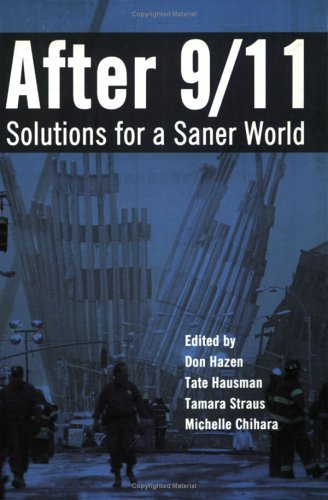 After 9/11
Solutions for a Saner World
Edited by
Don Hazen
Tate Hausman
Tamara Straus
Michelle Chihara